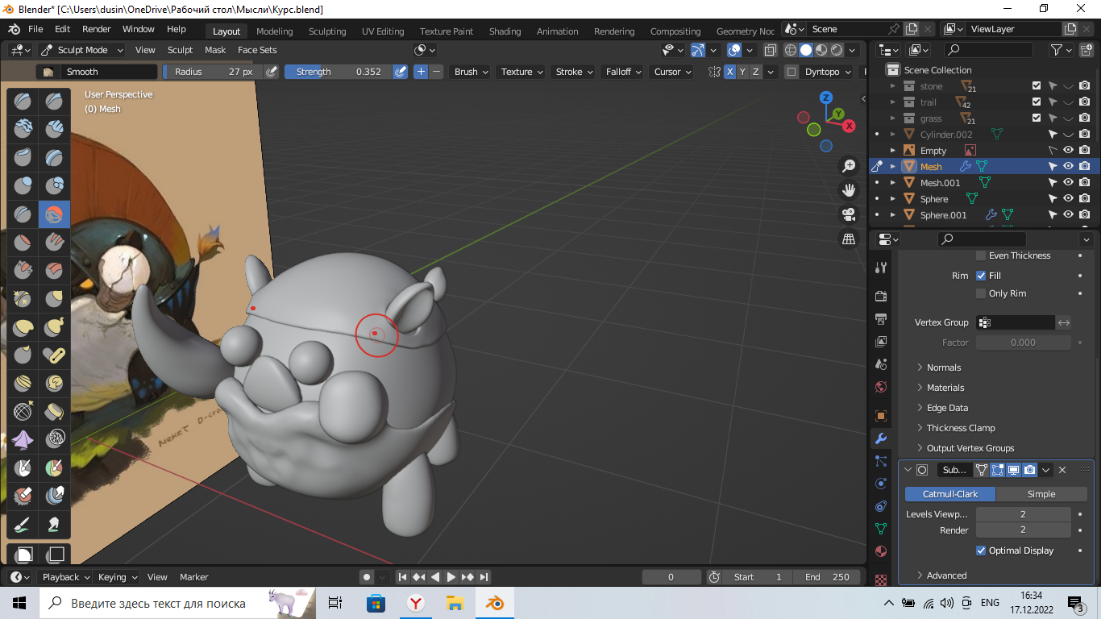 Blender* [C:\Users\dusin\OneDrive\Рабочий стол\Мысли\Курс.blend]
File Edit Render Window Help Layout Modeling Sculpting UV Editing Texture Paint Shading Animation Rendering Compositing Geometry Noc Scene ViewLayer
Sculpt Mode View Sculpt Mask Face Sets
Smooth Radius 27 px Strength 0.352 Brush Texture Stroke Falloff Cursor X Y Z Dyntopo
User Perspective
(0) Mesh
Z
Y
X
Scene Collection
stone 21
trail 42
grass 21
Cylinder.002
Empty
Mesh
Mesh.001
Sphere
Sphere.001
Even Thickness
Rim Fill
Only Rim
Vertex Group
Factor 0.000
Normals
Materials
Edge Data
Thickness Clamp
Output Vertex Groups
Sub...
Catmull-Clark Simple
Levels Viewp... 2
Render 2
Optimal Display
Advanced
Playback Keying View Marker 0 Start 1 End 250
Введите здесь текст для поиска
ENG
16:34
17.12.2022
3